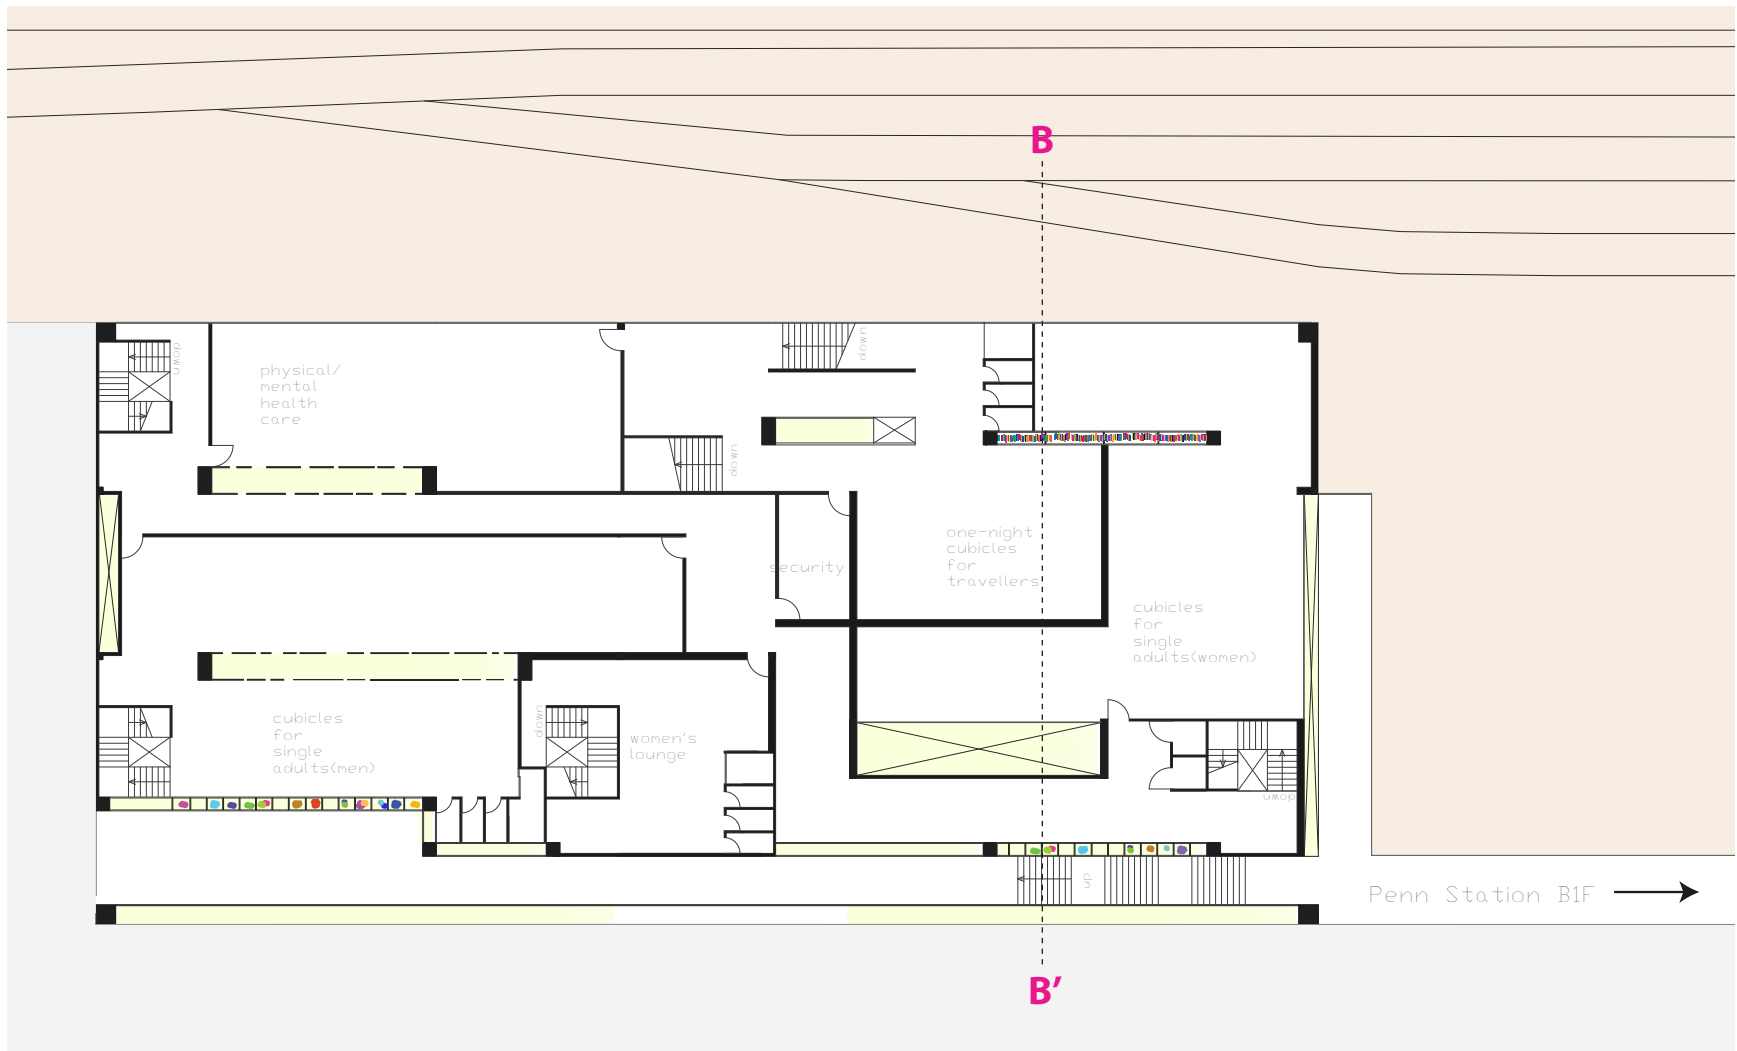 B
down
down
physical/
mental
health
care
down
one-night
cubicles
for
travellers
security
cubicles
for
single
adults(women)
cubicles
for
single
adults(men)
down
women's
lounge
down
up
Penn Station B1F
B’